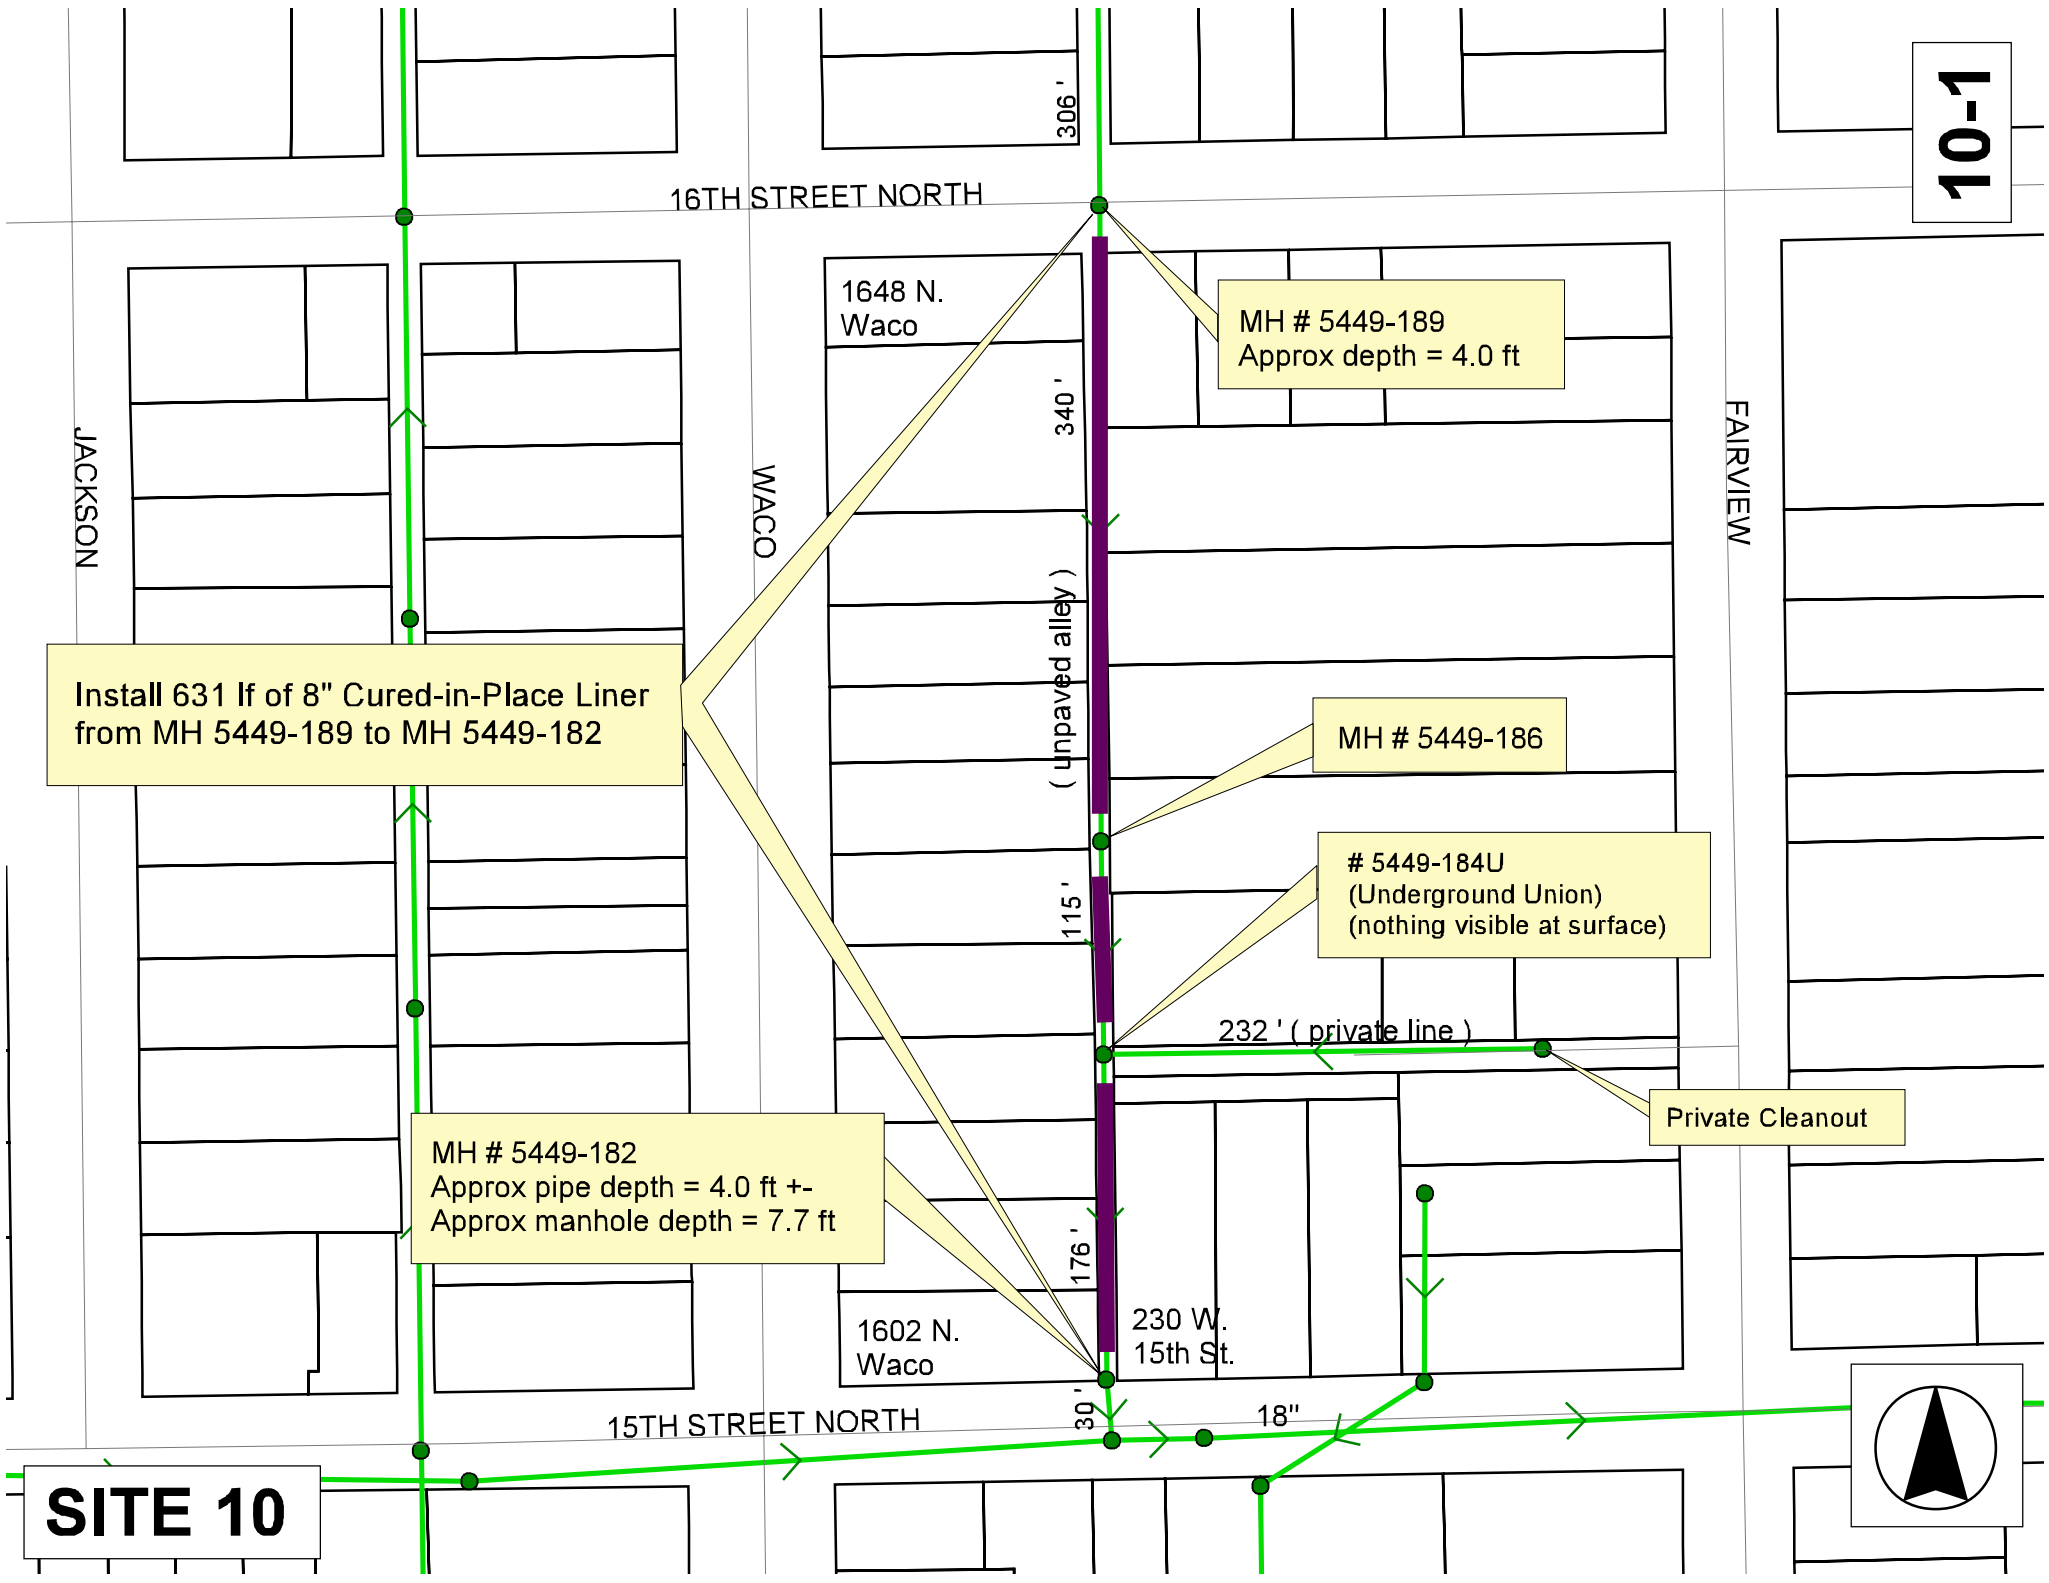 10-1
306 '
16TH STREET NORTH
1648 N.
Waco
MH # 5449-189
Approx depth = 4.0 ft
340 '
JACKSON
WACO
FAIRVIEW
( unpaved alley )
Install 631 lf of 8" Cured-in-Place Liner
from MH 5449-189 to MH 5449-182
MH # 5449-186
# 5449-184U
(Underground Union)
(nothing visible at surface)
115 '
232 ' ( private line )
Private Cleanout
MH # 5449-182
Approx pipe depth = 4.0 ft +-
Approx manhole depth = 7.7 ft
176 '
1602 N.
Waco
230 W.
15th St.
30 '
18"
15TH STREET NORTH
SITE 10